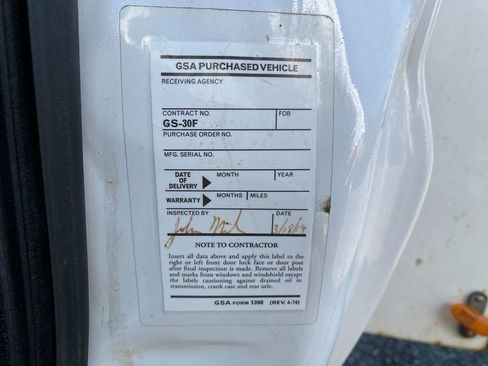 GSA PURCHASED VEHICLE
RECEIVING AGENCY
CONTRACT NO. FOB
GS-30F
PURCHASE ORDER NO.
MFG. SERIAL NO.
DATE OF DELIVERY MONTH YEAR
WARRANTY MONTHS MILES
INSPECTED BY DATE
John 3/18/14
NOTE TO CONTRACTOR
Insert all data above and apply this label to the
right or left front door lock face or door post
after final inspection is made. Remove all labels
and marks from windows and windshield except
the labels cautioning against drained oil in
transmission, crank case and rear axle.
GSA FORM 1398 (REV. 4-74)